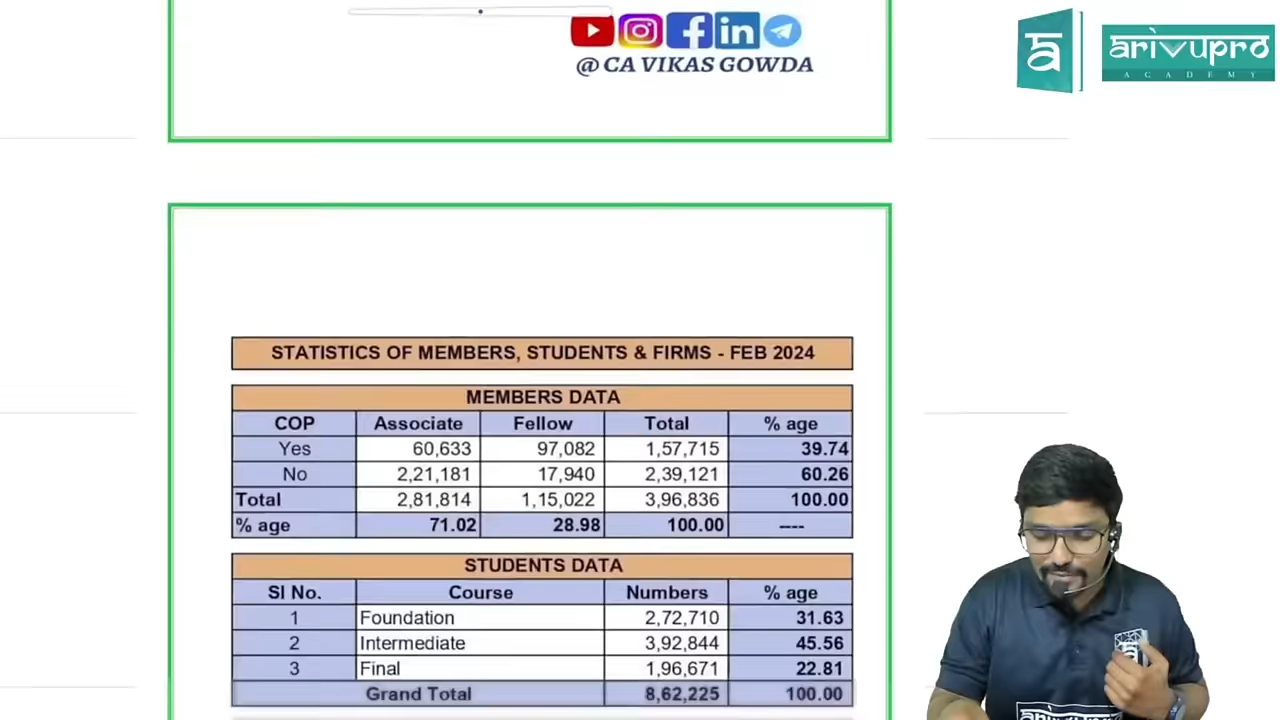 @ CA VIKAS GOWDA
ā
arivupro
ACADEMY
STATISTICS OF MEMBERS, STUDENTS & FIRMS - FEB 2024
MEMBERS DATA
COP Associate Fellow Total % age
Yes 60,633 97,082 1,57,715 39.74
No 2,21,181 17,940 2,39,121 60.26
Total 2,81,814 1,15,022 3,96,836 100.00
% age 71.02 28.98 100.00 ----
STUDENTS DATA
Sl No. Course Numbers % age
1 Foundation 2,72,710 31.63
2 Intermediate 3,92,844 45.56
3 Final 1,96,671 22.81
Grand Total 8,62,225 100.00